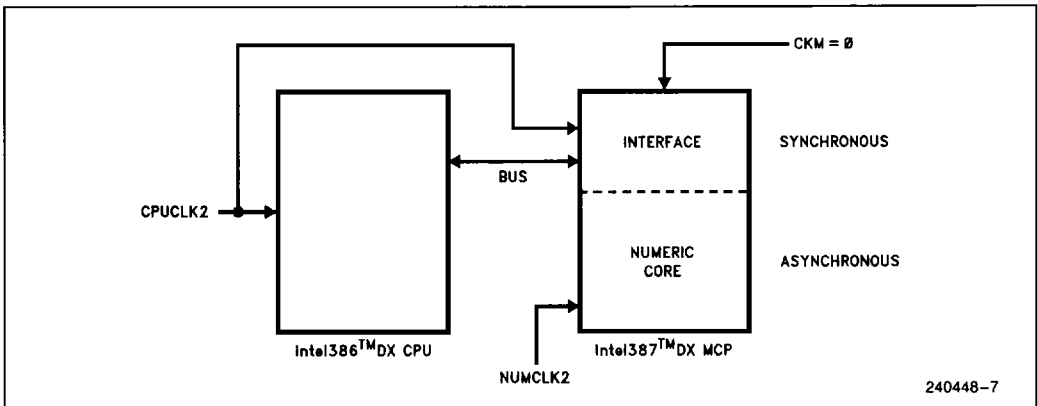 CKM = Ø
INTERFACE
SYNCHRONOUS
BUS
CPUCLK2
NUMERIC
CORE
ASYNCHRONOUS
Intel386™DX CPU
Intel387™DX MCP
NUMCLK2
240448-7